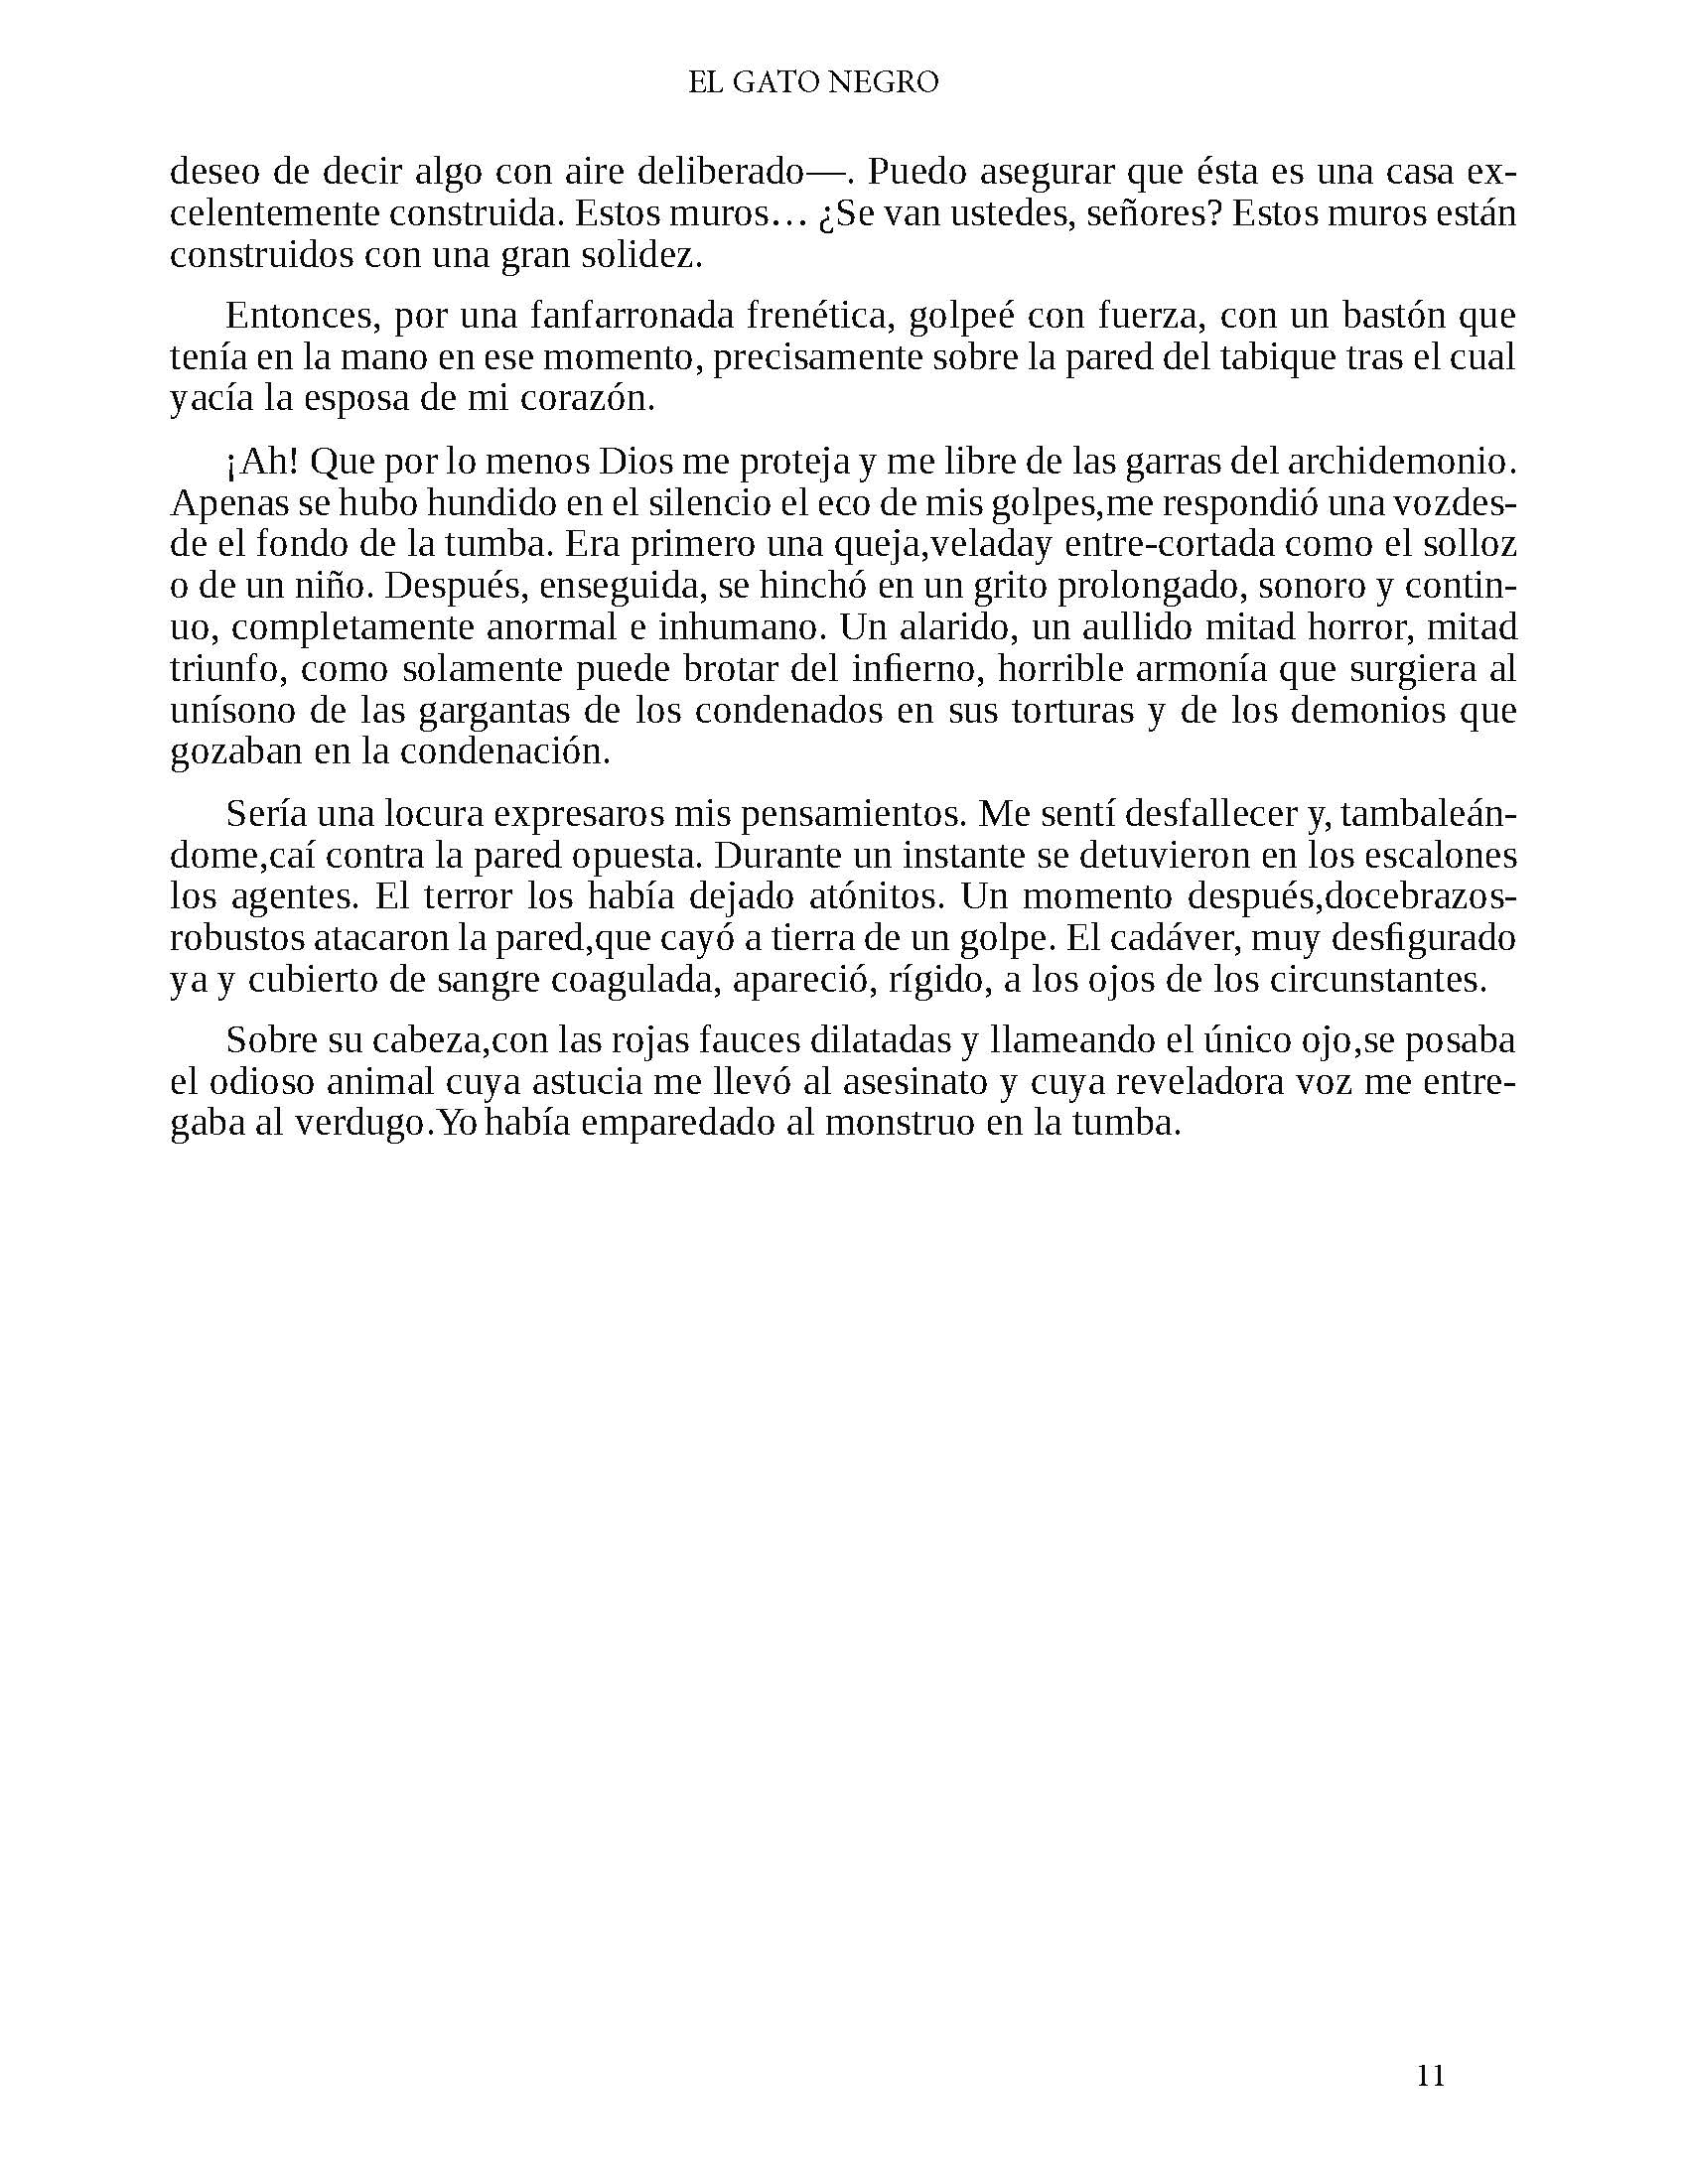 EL GATO NEGRO
deseo de decir algo con aire deliberado—. Puedo asegurar que ésta es una casa ex-
celentemente construida. Estos muros… ¿Se van ustedes, señores? Estos muros están
construidos con una gran solidez.
Entonces, por una fanfarronada frenética, golpeé con fuerza, con un bastón que
tenía en la mano en ese momento, precisamente sobre la pared del tabique tras el cual
yacía la esposa de mi corazón.
¡Ah! Que por lo menos Dios me proteja y me libre de las garras del archidemonio.
Apenas se hubo hundido en el silencio el eco de mis golpes,me respondió una vozdes-
de el fondo de la tumba. Era primero una queja,veladay entre-cortada como el solloz
o de un niño. Después, enseguida, se hinchó en un grito prolongado, sonoro y contin-
uo, completamente anormal e inhumano. Un alarido, un aullido mitad horror, mitad
triunfo, como solamente puede brotar del infierno, horrible armonía que surgiera al
unísono de las gargantas de los condenados en sus torturas y de los demonios que
gozaban en la condenación.
Sería una locura expresaros mis pensamientos. Me sentí desfallecer y, tambaleán-
dome,caí contra la pared opuesta. Durante un instante se detuvieron en los escalones
los agentes. El terror los había dejado atónitos. Un momento después,docebrazos-
robustos atacaron la pared,que cayó a tierra de un golpe. El cadáver, muy desfigurado
ya y cubierto de sangre coagulada, apareció, rígido, a los ojos de los circunstantes.
Sobre su cabeza,con las rojas fauces dilatadas y llameando el único ojo,se posaba
el odioso animal cuya astucia me llevó al asesinato y cuya reveladora voz me entre-
gaba al verdugo.Yo había emparedado al monstruo en la tumba.
11